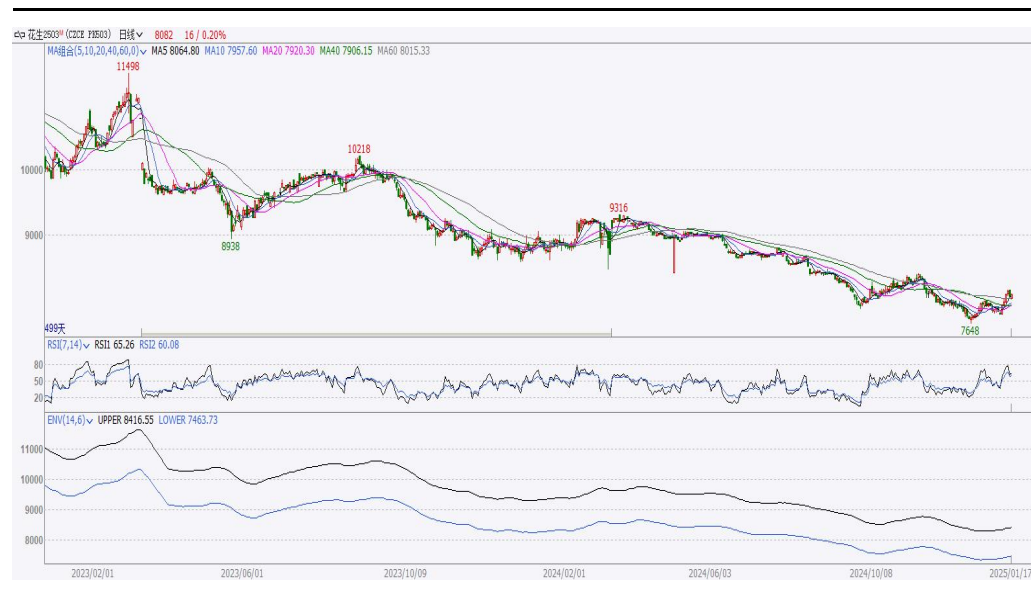 花生2503M (CZCE PK503) 日线 8082 16 / 0.20%
MA组合(5,10,20,40,60,0) MA5 8064.80 MA10 7957.60 MA20 7920.30 MA40 7906.15 MA60 8015.33
11498
10218
10000
9316
9000
8938
7648
499天
RSI(7,14) RSI1 65.26 RSI2 60.08
80
50
20
ENV(14,6) UPPER 8416.55 LOWER 7463.73
11000
10000
9000
8000
2023/02/01 2023/06/01 2023/10/09 2024/02/01 2024/06/03 2024/10/08 2025/01/17